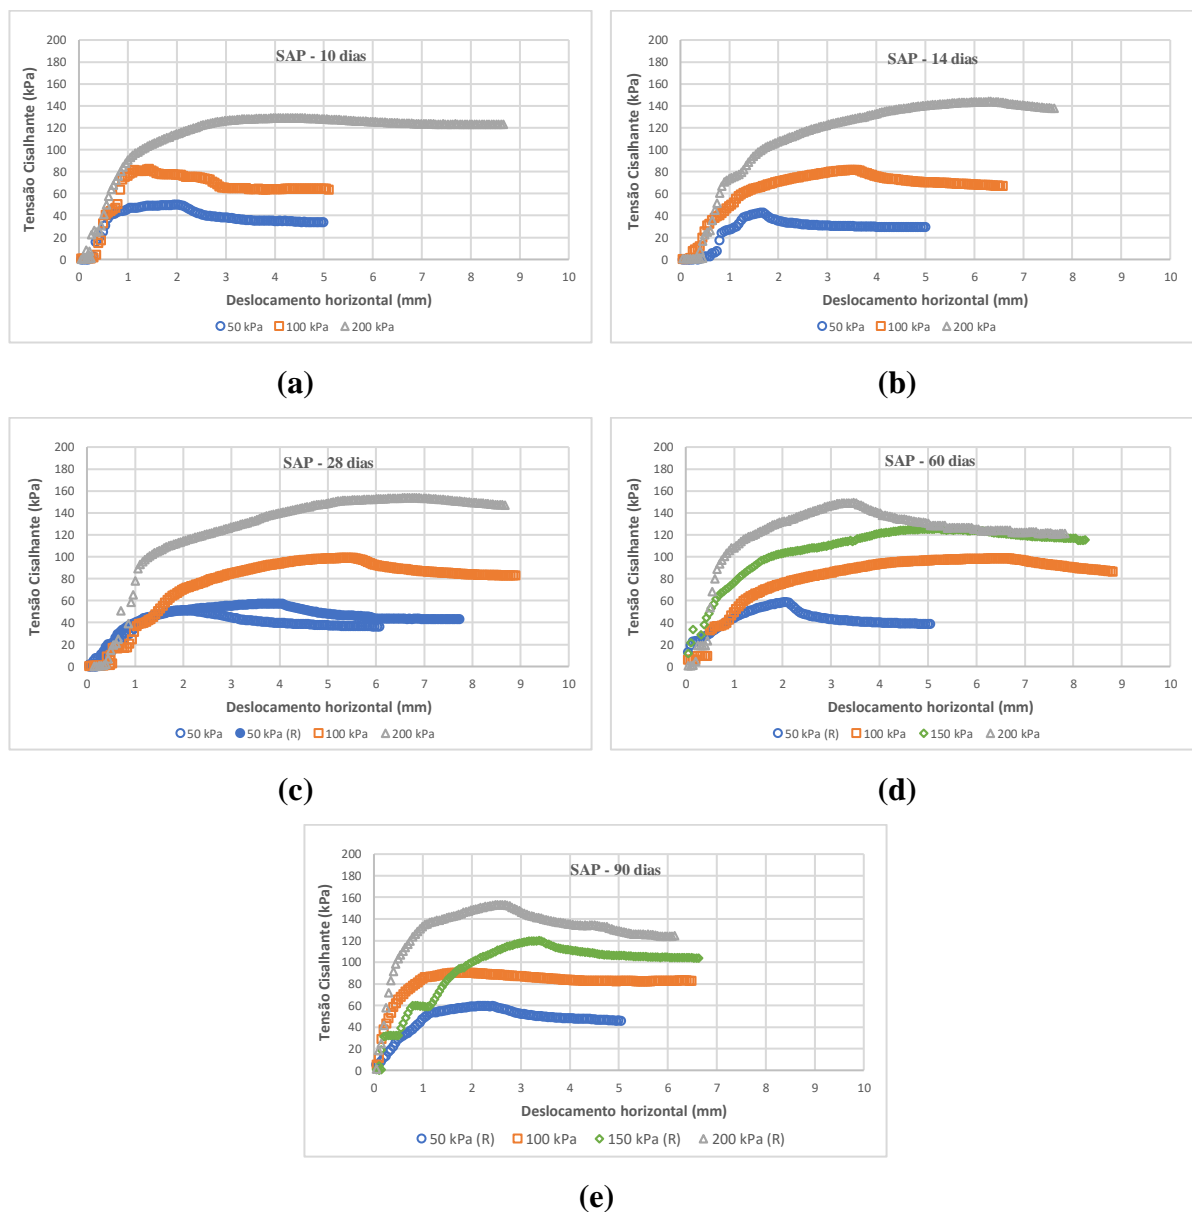 SAP - 10 dias
Tensão Cisalhante (kPa)
200
180
160
140
120
100
80
60
40
20
0
0 1 2 3 4 5 6 7 8 9 10
Deslocamento horizontal (mm)
50 kPa 100 kPa 200 kPa
(a)
SAP - 14 dias
Tensão Cisalhante (kPa)
200
180
160
140
120
100
80
60
40
20
0
0 1 2 3 4 5 6 7 8 9 10
Deslocamento horizontal (mm)
50 kPa 100 kPa 200 kPa
(b)
SAP - 28 dias
Tensão Cisalhante (kPa)
200
180
160
140
120
100
80
60
40
20
0
0 1 2 3 4 5 6 7 8 9 10
Deslocamento horizontal (mm)
50 kPa 50 kPa (R) 100 kPa 200 kPa
(c)
SAP - 60 dias
Tensão Cisalhante (kPa)
200
180
160
140
120
100
80
60
40
20
0
0 1 2 3 4 5 6 7 8 9 10
Deslocamento horizontal (mm)
50 kPa (R) 100 kPa 150 kPa 200 kPa
(d)
SAP - 90 dias
Tensão Cisalhante (kPa)
200
180
160
140
120
100
80
60
40
20
0
0 1 2 3 4 5 6 7 8 9 10
Deslocamento horizontal (mm)
50 kPa (R) 100 kPa 150 kPa (R) 200 kPa (R)
(e)